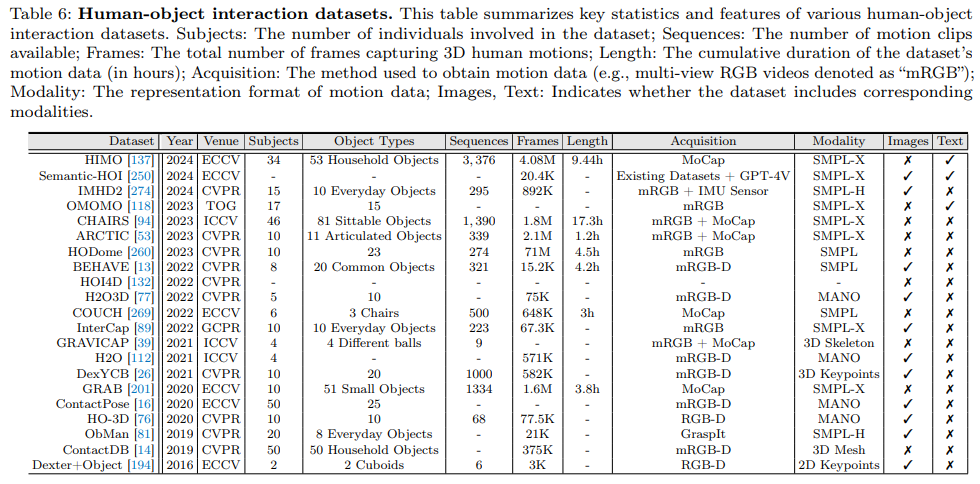 Table 6: Human-object interaction datasets. This table summarizes key statistics and features of various human-object
interaction datasets. Subjects: The number of individuals involved in the dataset; Sequences: The number of motion clips
available; Frames: The total number of frames capturing 3D human motions; Length: The cumulative duration of the dataset's
motion data (in hours); Acquisition: The method used to obtain motion data (e.g., multi-view RGB videos denoted as “mRGB”);
Modality: The representation format of motion data; Images, Text: Indicates whether the dataset includes corresponding
modalities.
Dataset Year Venue Subjects Object Types Sequences Frames Length Acquisition Modality Images Text
HIMO [137] 2024 ECCV 34 53 Household Objects 3,376 4.08M 9.44h MoCap SMPL-X ✗ ✓
Semantic-HOI [250] 2024 ECCV - - - 20.4K - Existing Datasets + GPT-4V SMPL-X ✓ ✓
IMHD2 [274] 2024 CVPR 15 10 Everyday Objects 295 892K - mRGB + IMU Sensor SMPL-H ✓ ✗
OMOMO [118] 2023 TOG 17 15 - - - mRGB SMPL-X ✗ ✓
CHAIRS [94] 2023 ICCV 46 81 Sittable Objects 1,390 1.8M 17.3h mRGB + MoCap SMPL-X ✗ ✗
ARCTIC [53] 2023 CVPR 10 11 Articulated Objects 339 2.1M 1.2h mRGB + MoCap SMPL-X ✗ ✗
HODome [260] 2023 CVPR 10 23 274 71M 4.5h mRGB SMPL ✗ ✗
BEHAVE [13] 2022 CVPR 8 20 Common Objects 321 15.2K 4.2h mRGB-D SMPL ✓ ✗
HOI4D [132] 2022 CVPR - - - - - - - ✗ ✗
H2O3D [77] 2022 CVPR 5 10 - 75K - mRGB-D MANO ✓ ✗
COUCH [269] 2022 ECCV 6 3 Chairs 500 648K 3h MoCap SMPL ✗ ✗
InterCap [89] 2022 GCPR 10 10 Everyday Objects 223 67.3K - mRGB SMPL-X ✓ ✗
GRAVICAP [39] 2021 ICCV 4 4 Different balls 9 - - mRGB + MoCap 3D Skeleton ✗ ✗
H2O [112] 2021 ICCV 4 - - 571K - mRGB-D MANO ✓ ✗
DexYCB [26] 2021 CVPR 10 20 1000 582K - mRGB-D 3D Keypoints ✓ ✗
GRAB [201] 2020 ECCV 10 51 Small Objects 1334 1.6M 3.8h MoCap SMPL-X ✗ ✗
ContactPose [16] 2020 ECCV 50 25 - - - mRGB-D MANO ✓ ✗
HO-3D [76] 2020 CVPR 10 10 68 77.5K - RGB-D MANO ✓ ✗
ObMan [81] 2019 CVPR 20 8 Everyday Objects - 21K - GraspIt SMPL-H ✓ ✗
ContactDB [14] 2019 CVPR 50 50 Household Objects - 375K - mRGB-D 3D Mesh ✗ ✗
Dexter+Object [194] 2016 ECCV 2 2 Cuboids 6 3K - RGB-D 2D Keypoints ✓ ✗